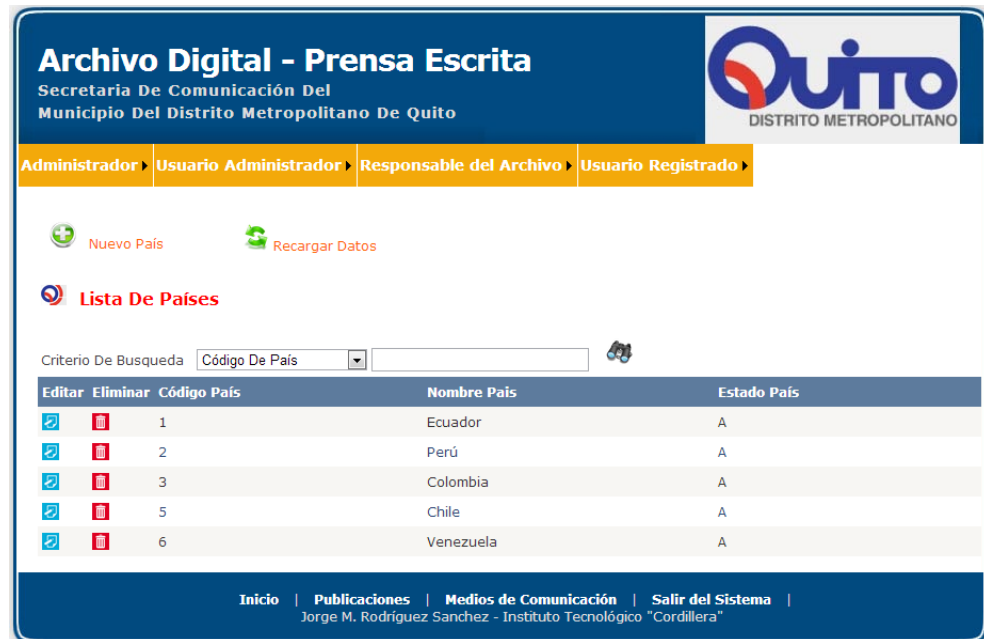 Archivo Digital - Prensa Escrita
Secretaria De Comunicación Del
Municipio Del Distrito Metropolitano De Quito
QUITO
DISTRITO METROPOLITANO
Administrador Usuario Administrador Responsable del Archivo Usuario Registrado
Nuevo País Recargar Datos
Lista De Países
Criterio De Busqueda Código De País
Editar Eliminar Código País Nombre Pais Estado País
1 Ecuador A
2 Perú A
3 Colombia A
5 Chile A
6 Venezuela A
Inicio | Publicaciones | Medios de Comunicación | Salir del Sistema |
Jorge M. Rodríguez Sanchez - Instituto Tecnológico "Cordillera"